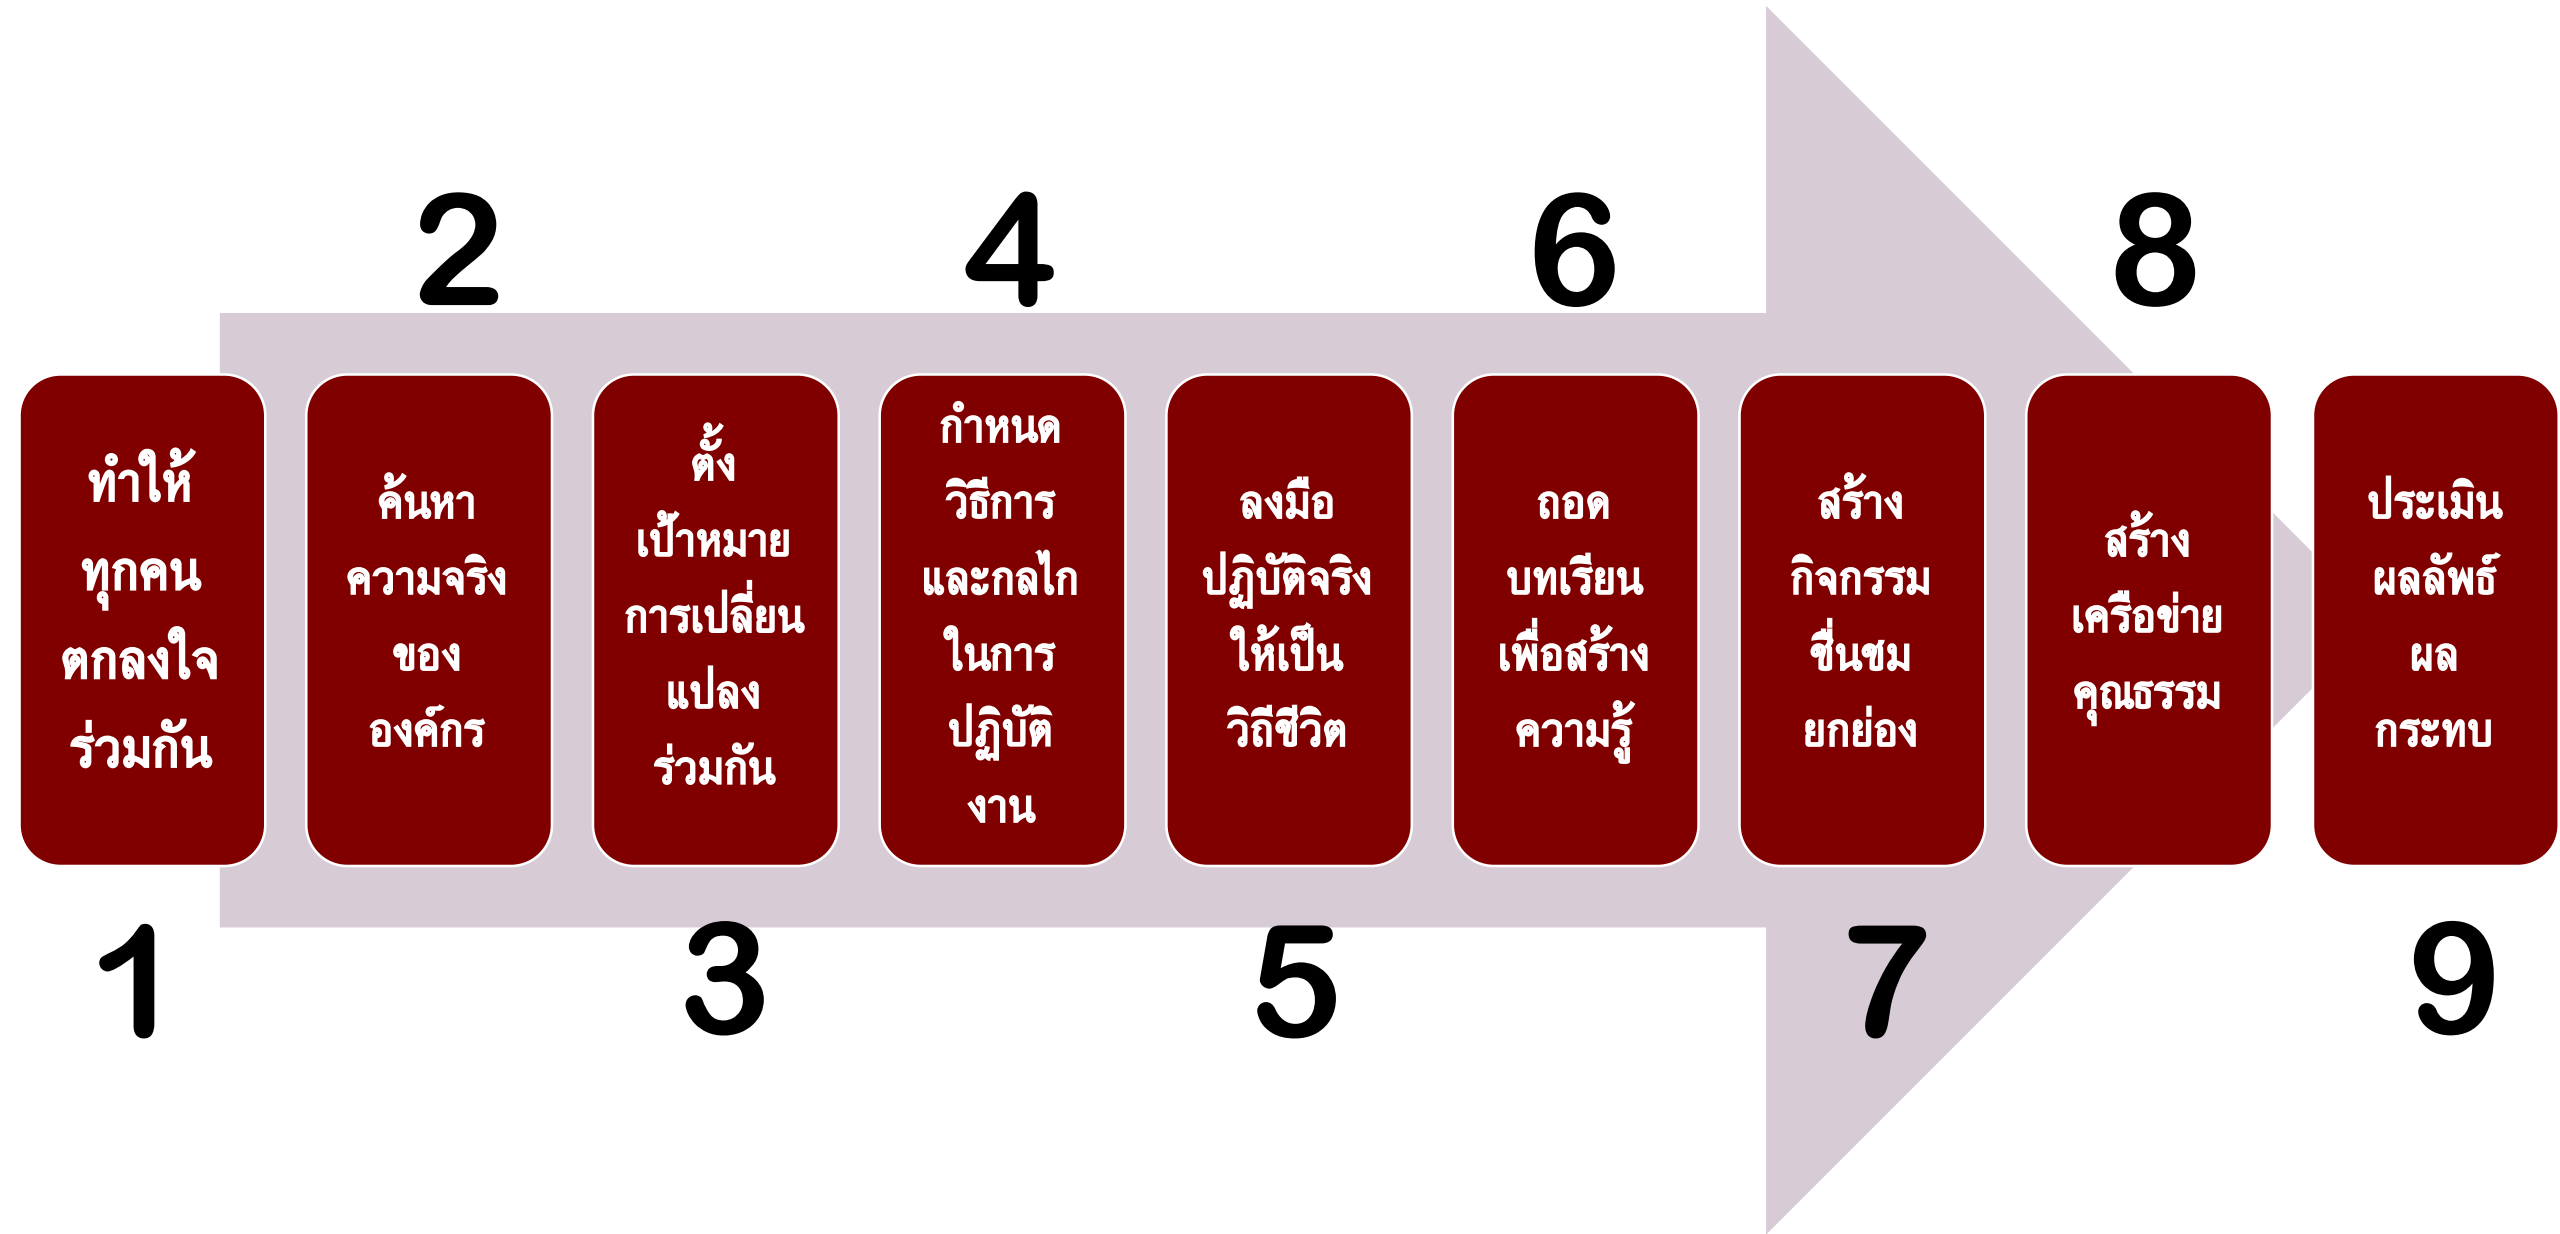 1
ทำให้
ทุกคน
ตกลงใจ
ร่วมกัน
2
ค้นหา
ความจริง
ของ
องค์กร
3
ตั้ง
เป้าหมาย
การเปลี่ยน
แปลง
ร่วมกัน
4
กำหนด
วิธีการ
และกลไก
ในการ
ปฏิบัติ
งาน
5
ลงมือ
ปฏิบัติจริง
ให้เป็น
วิถีชีวิต
6
ถอด
บทเรียน
เพื่อสร้าง
ความรู้
7
สร้าง
กิจกรรม
ชื่นชม
ยกย่อง
8
สร้าง
เครือข่าย
คุณธรรม
9
ประเมิน
ผลลัพธ์
ผล
กระทบ